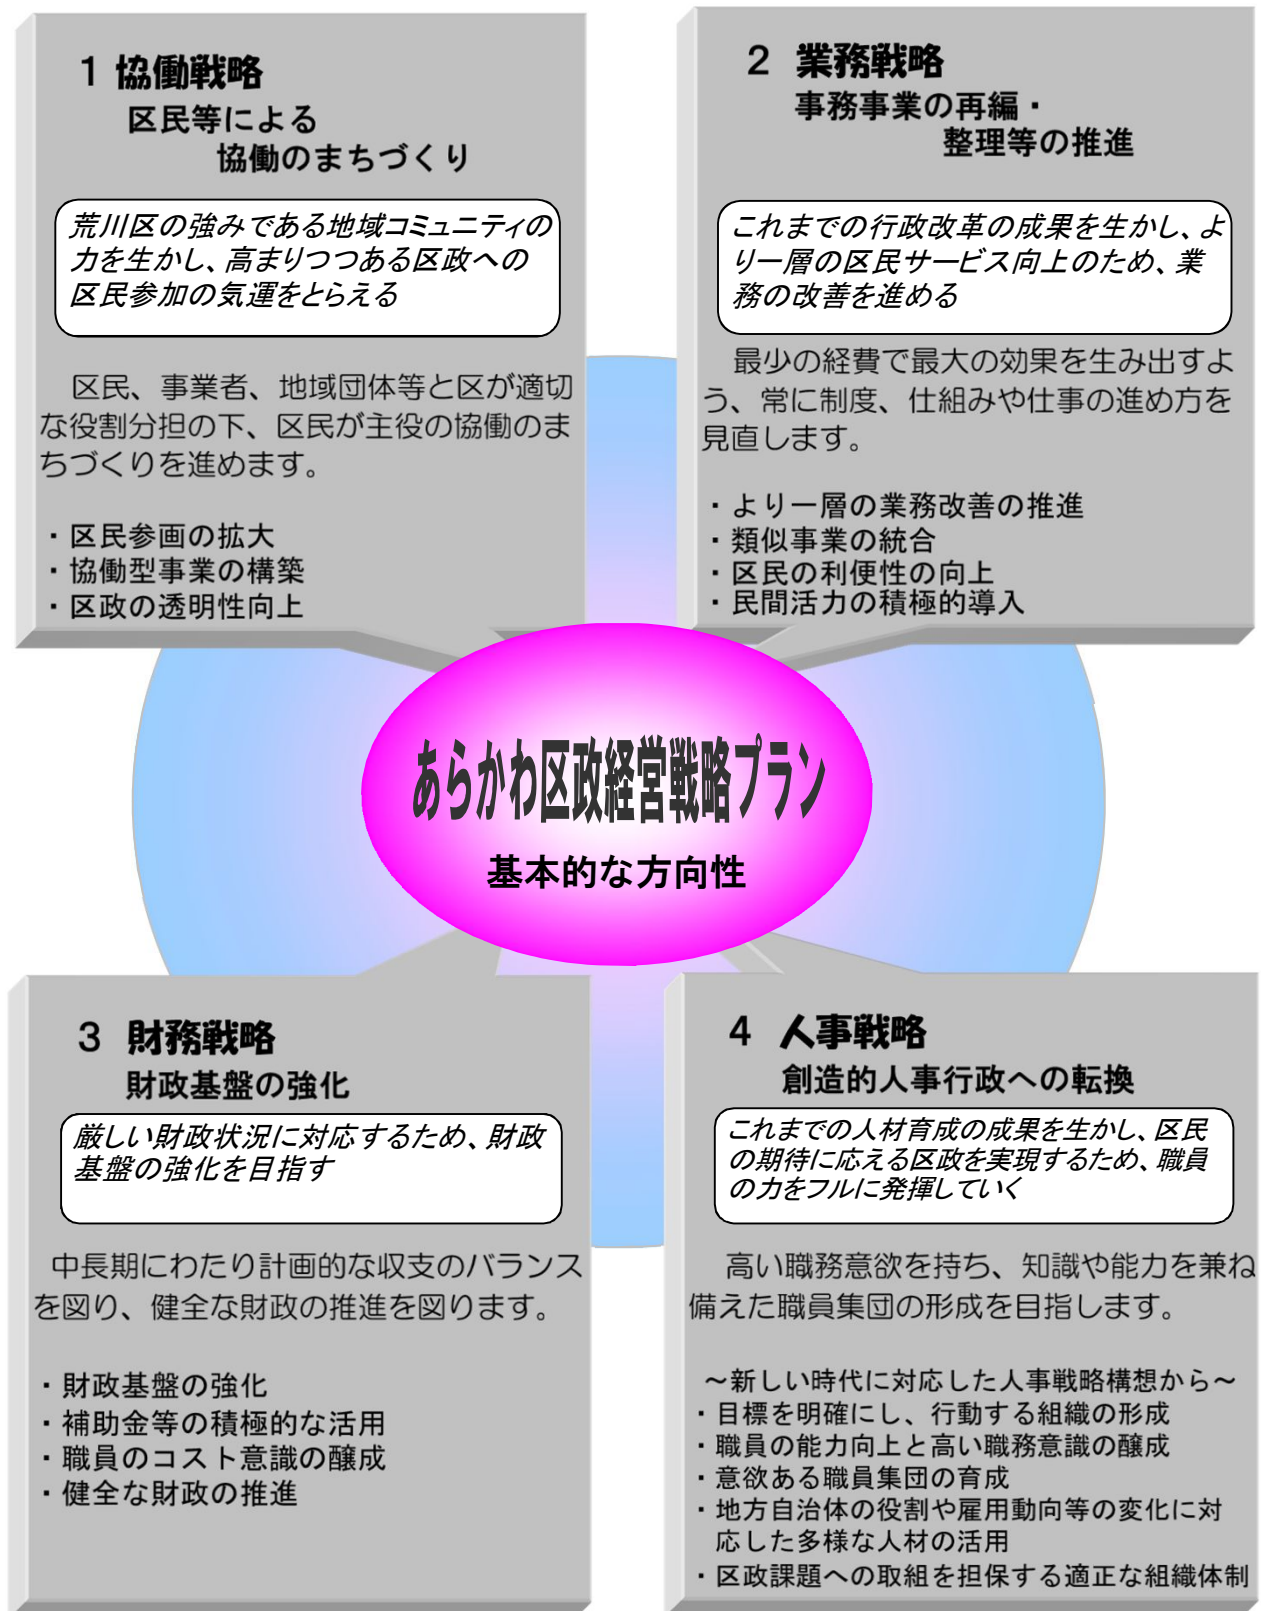 1 協働戦略
区民等による
協働のまちづくり
荒川区の強みである地域コミュニティの
力を生かし、高まりつつある区政への
区民参加の気運をとらえる
区民、事業者、地域団体等と区が適切
な役割分担の下、区民が主役の協働のま
ちづくりを進めます。
・区民参画の拡大
・協働型事業の構築
・区政の透明性向上
2 業務戦略
事務事業の再編・
整理等の推進
これまでの行政改革の成果を生かし、よ
り一層の区民サービス向上のため、業
務の改善を進める
最少の経費で最大の効果を生み出すよ
う、常に制度、仕組みや仕事の進め方を
見直します。
・より一層の業務改善の推進
・類似事業の統合
・区民の利便性の向上
・民間活力の積極的導入
あらかわ区政経営戦略プラン
基本的な方向性
3 財務戦略
財政基盤の強化
厳しい財政状況に対応するため、財政
基盤の強化を目指す
中長期にわたり計画的な収支のバランス
を図り、健全な財政の推進を図ります。
・財政基盤の強化
・補助金等の積極的な活用
・職員のコスト意識の醸成
・健全な財政の推進
4 人事戦略
創造的人事行政への転換
これまでの人材育成の成果を生かし、区民
の期待に応える区政を実現するため、職員
の力をフルに発揮していく
高い職務意欲を持ち、知識や能力を兼ね
備えた職員集団の形成を目指します。
～新しい時代に対応した人事戦略構想から～
・目標を明確にし、行動する組織の形成
・職員の能力向上と高い職務意識の醸成
・意欲ある職員集団の育成
・地方自治体の役割や雇用動向等の変化に対
応した多様な人材の活用
・区政課題への取組を担保する適正な組織体制